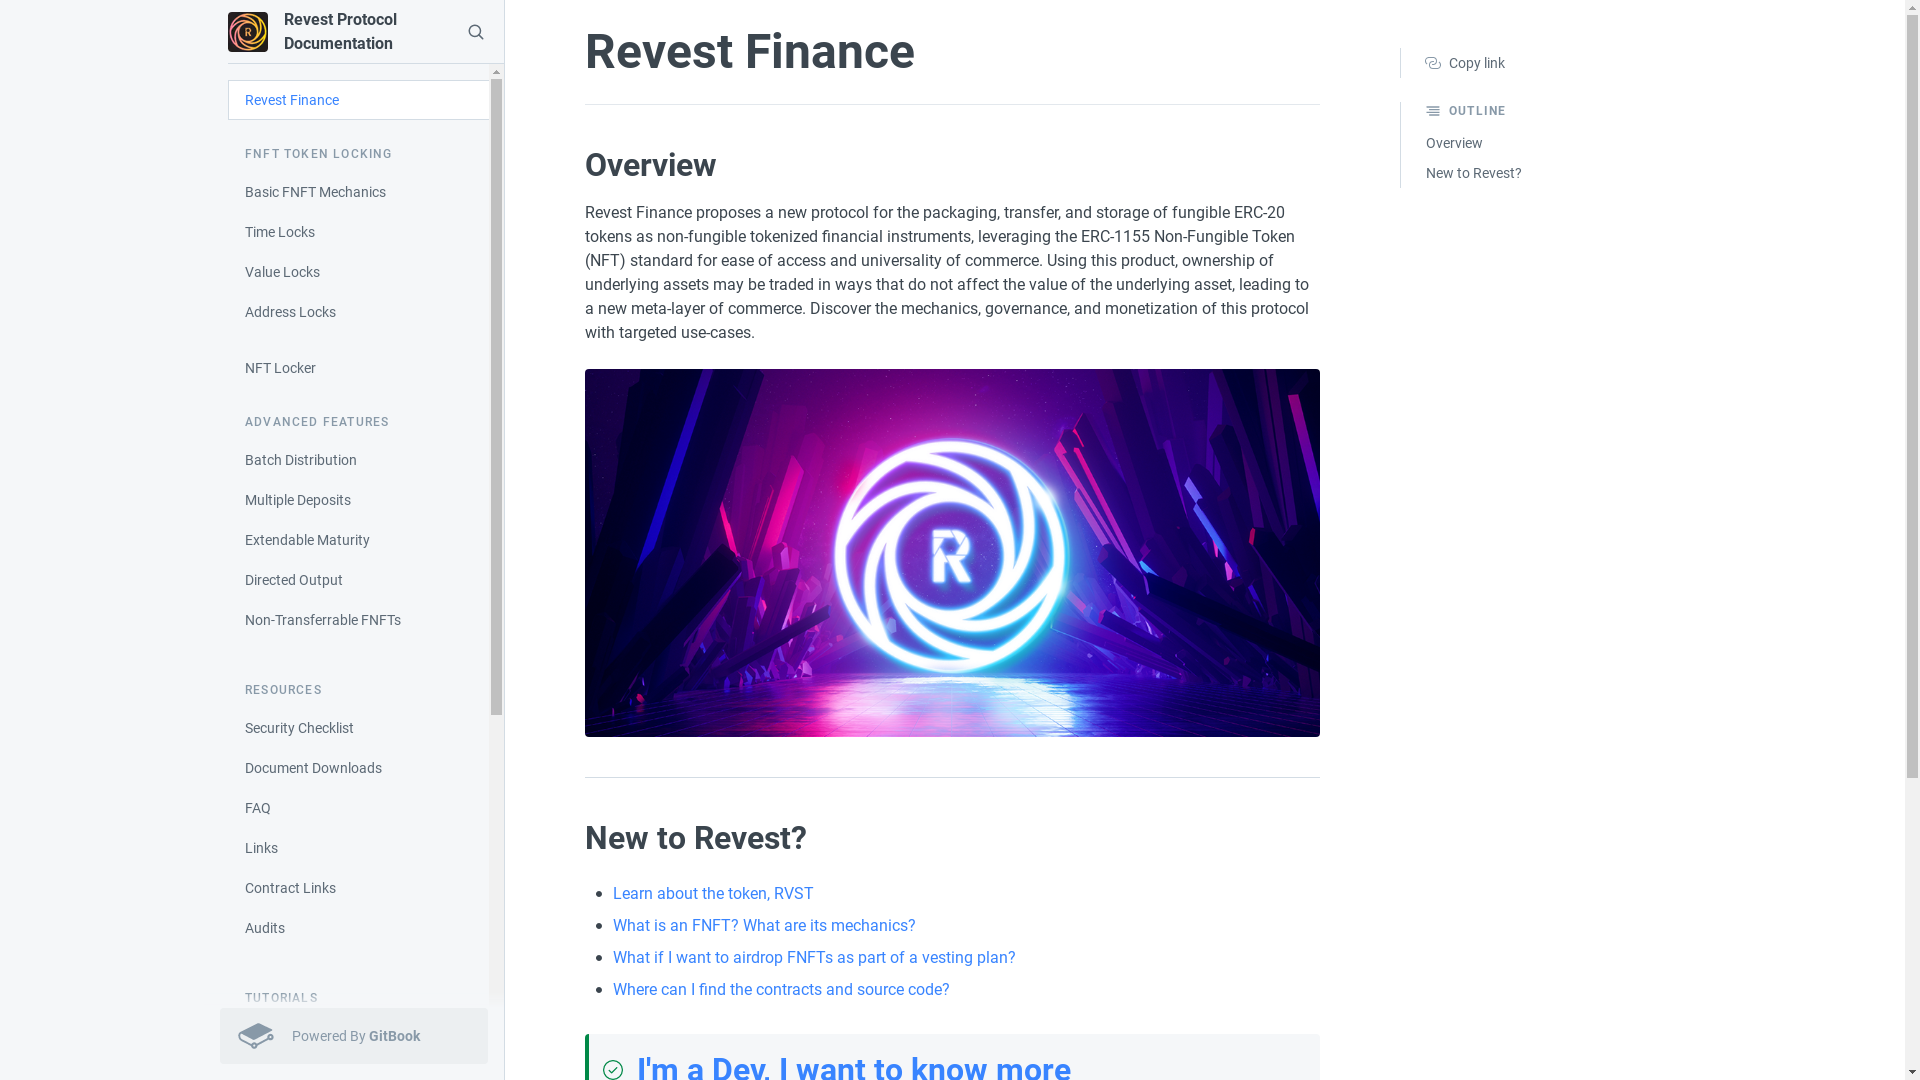 Revest Protocol
Documentation
Revest Finance
FNFT TOKEN LOCKING
Basic FNFT Mechanics
Time Locks
Value Locks
Address Locks
NFT Locker
ADVANCED FEATURES
Batch Distribution
Multiple Deposits
Extendable Maturity
Directed Output
Non-Transferrable FNFTs
RESOURCES
Security Checklist
Document Downloads
FAQ
Links
Contract Links
Audits
TUTORIALS
Powered By GitBook
Revest Finance
Overview
Revest Finance proposes a new protocol for the packaging, transfer, and storage of fungible ERC-20
tokens as non-fungible tokenized financial instruments, leveraging the ERC-1155 Non-Fungible Token
(NFT) standard for ease of access and universality of commerce. Using this product, ownership of
underlying assets may be traded in ways that do not affect the value of the underlying asset, leading to
a new meta-layer of commerce. Discover the mechanics, governance, and monetization of this protocol
with targeted use-cases.
R
New to Revest?
Learn about the token, RVST
What is an FNFT? What are its mechanics?
What if I want to airdrop FNFTs as part of a vesting plan?
Where can I find the contracts and source code?
I'm a Dev, I want to know more
Copy link
OUTLINE
Overview
New to Revest?